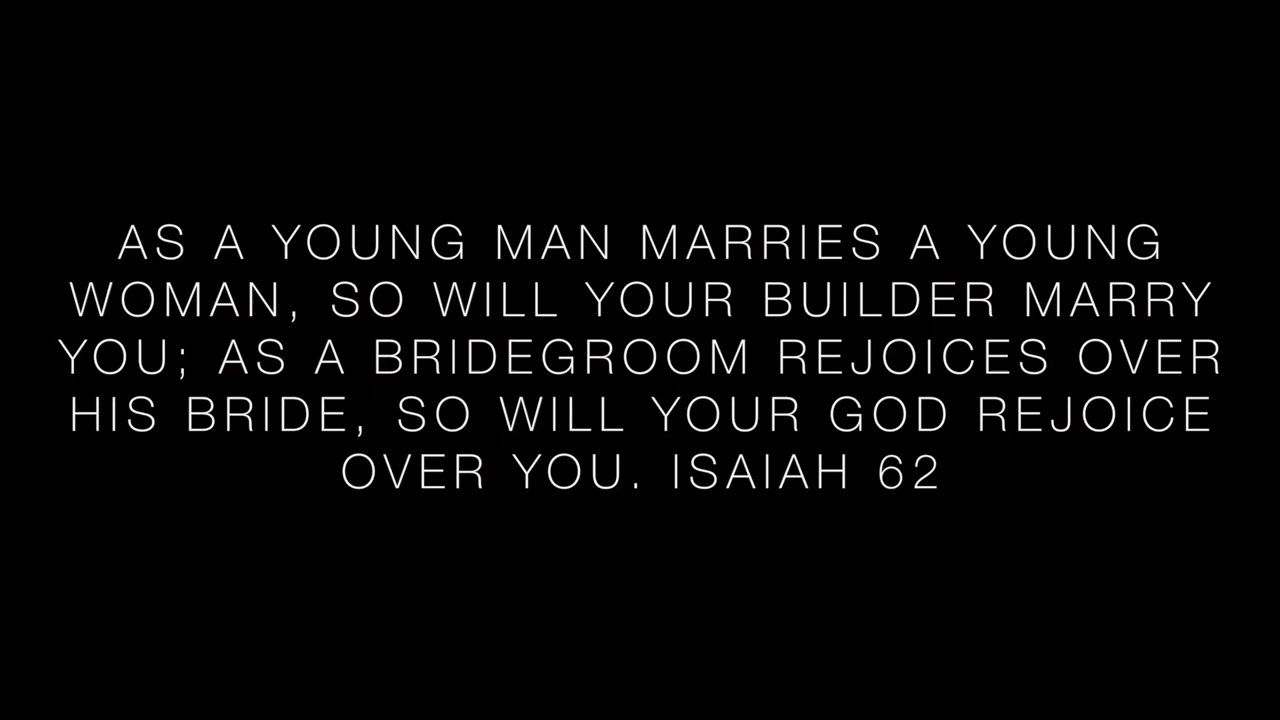 AS A YOUNG MAN MARRIES A YOUNG
WOMAN, SO WILL YOUR BUILDER MARRY
YOU; AS A BRIDEGROOM REJOICES OVER
HIS BRIDE, SO WILL YOUR GOD REJOICE
OVER YOU. ISAIAH 62